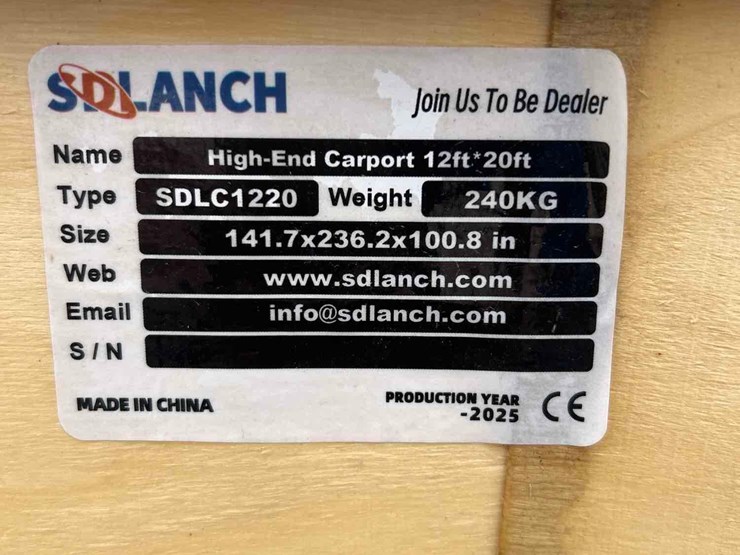 SDLANCH
Join Us To Be Dealer
Name High-End Carport 12ft*20ft
Type SDLC1220 Weight 240KG
Size 141.7x236.2x100.8 in
Web www.sdlanch.com
Email info@sdlanch.com
S/N
MADE IN CHINA
PRODUCTION YEAR
-2025
CE